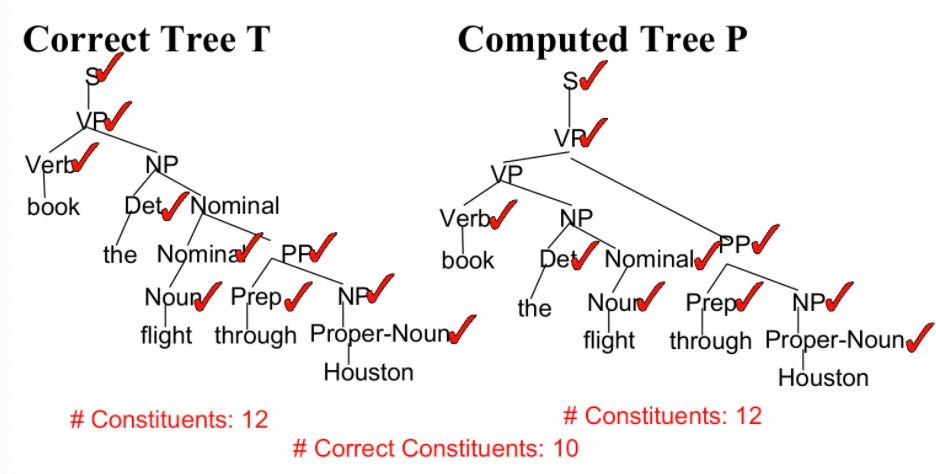 Correct Tree T Computed Tree P
S S
VP VP
Verb NP VP
book Det Nominal Verb NP PP
the Nominal PP book Det Nominal
Noun Prep NP the Noun Prep NP
flight through Proper-Noun flight through Proper-Noun
Houston Houston
# Constituents: 12 # Constituents: 12
# Correct Constituents: 10